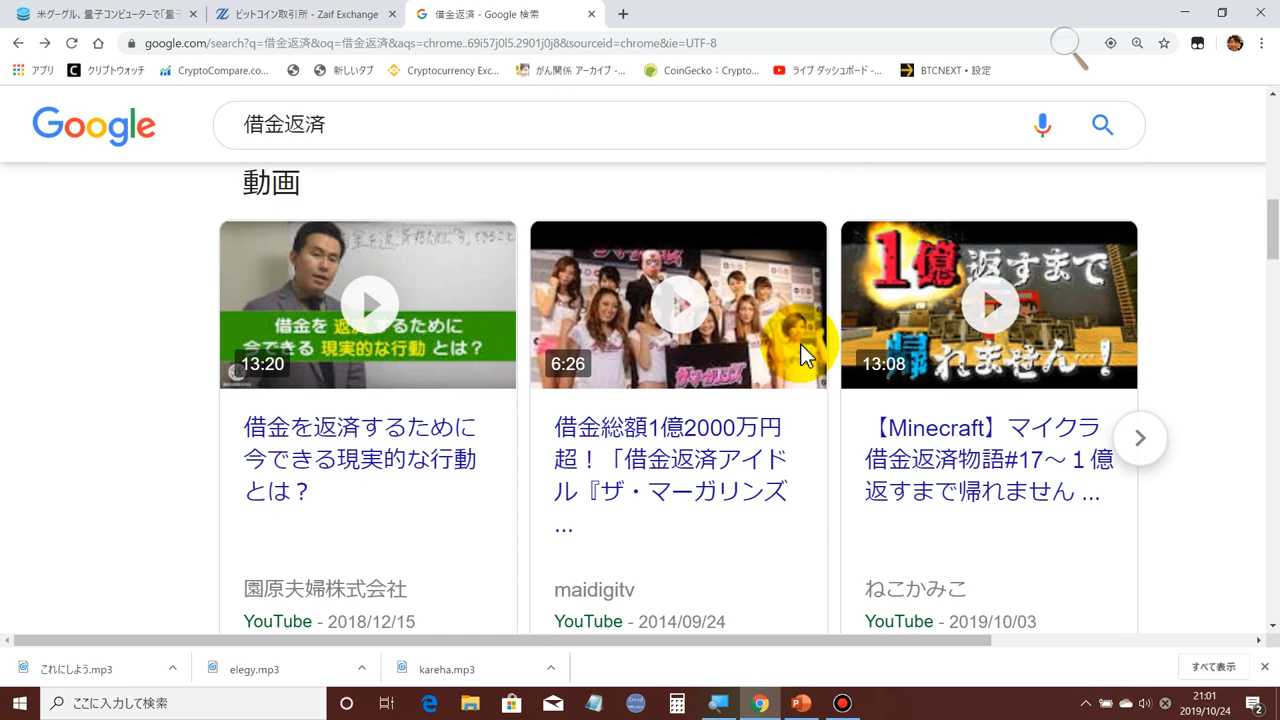 米グーグル、量子コンピューターで「量子
ビットコイン取引所 - Zaif Exchange
借金返済 - Google 検索
google.com/search?q=借金返済&oq=借金返済&aqs=chrome..69i57j0l5.2901j0j8&sourceid=chrome&ie=UTF-8
アプリ
クリプトウォッチ
CryptoCompare.co...
新しいタブ
Cryptocurrency Exc...
がん関係 アーカイブ -...
CoinGecko：Crypto...
ライブ ダッシュボード -...
BTCNEXT・設定
Google
借金返済
動画
借金を 返済 するために
今できる 現実的な行動 とは？
13:20
ザ・マーガリンズ
6:26
1億返すまで
帰れません…！
13:08
借金を返済するために
今できる現実的な行動
とは？
借金総額1億2000万円
超！「借金返済アイド
ル『ザ・マーガリンズ
...
【Minecraft】マイクラ
借金返済物語#17～１億
返すまで帰れません ...
園原夫婦株式会社
maidigitv
ねこかみこ
YouTube - 2018/12/15
YouTube - 2014/09/24
YouTube - 2019/10/03
これにしよう.mp3
elegy.mp3
kareha.mp3
すべて表示
ここに入力して検索
21:01
2019/10/24
2